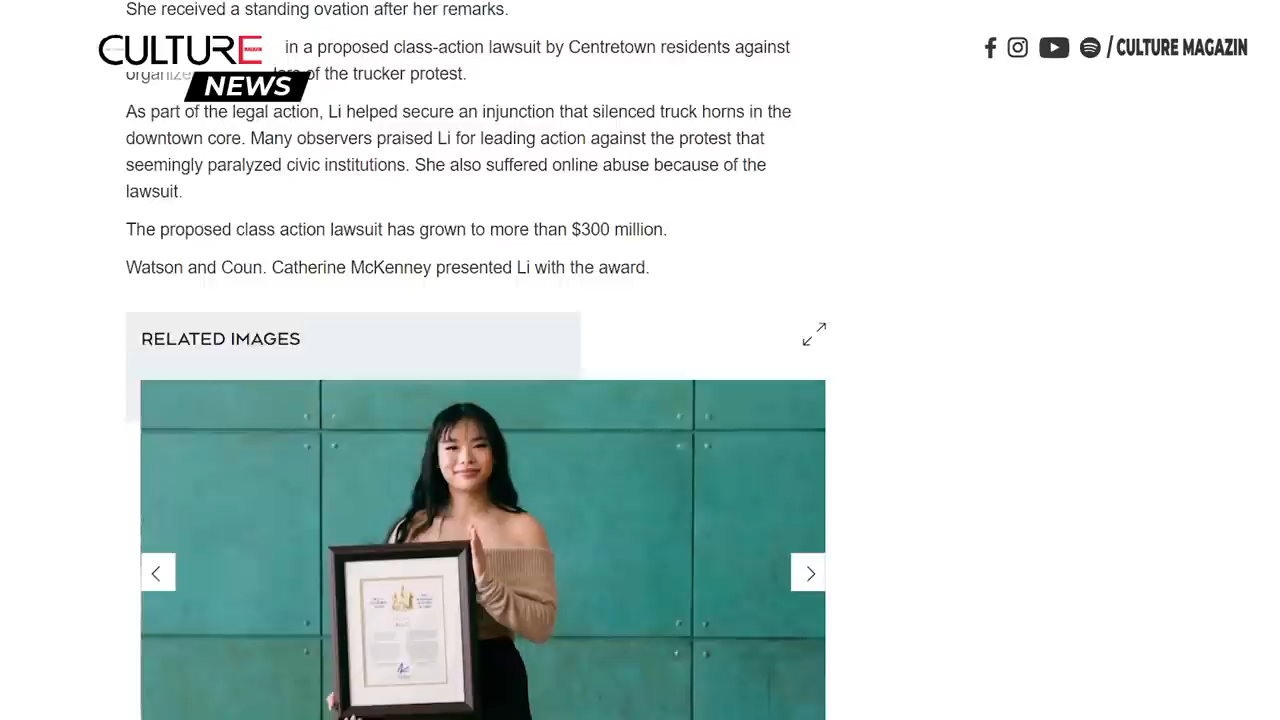 She received a standing ovation after her remarks.
CULTURE
in a proposed class-action lawsuit by Centretown residents against
of the trucker protest.
NEWS
/ CULTURE MAGAZIN
As part of the legal action, Li helped secure an injunction that silenced truck horns in the
downtown core. Many observers praised Li for leading action against the protest that
seemingly paralyzed civic institutions. She also suffered online abuse because of the
lawsuit.
The proposed class action lawsuit has grown to more than $300 million.
Watson and Coun. Catherine McKenney presented Li with the award.
RELATED IMAGES